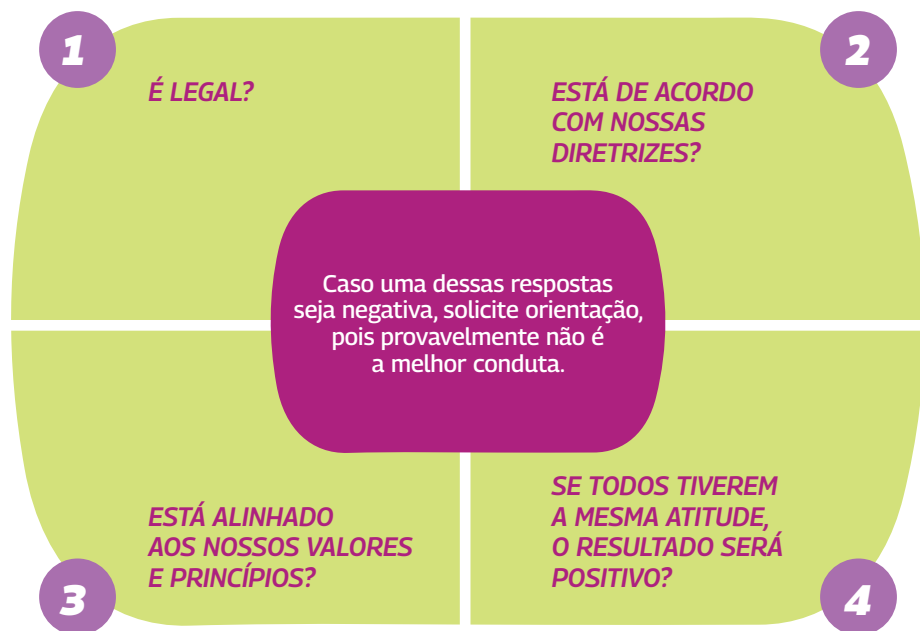 1
É LEGAL?
2
ESTÁ DE ACORDO
COM NOSSAS
DIRETRIZES?
Caso uma dessas respostas
seja negativa, solicite orientação,
pois provavelmente não é
a melhor conduta.
3
ESTÁ ALINHADO
AOS NOSSOS VALORES
E PRINCÍPIOS?
4
SE TODOS TIVEREM
A MESMA ATITUDE,
O RESULTADO SERÁ
POSITIVO?